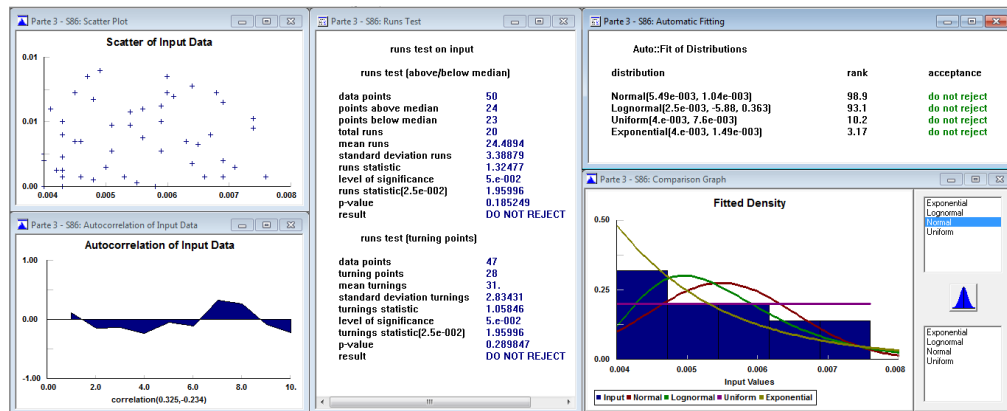 Parte 3 - S86: Scatter Plot
Scatter of Input Data
0.01
0.01
0.00
0.004 0.005 0.006 0.007 0.008
Parte 3 - S86: Autocorrelation of Input Data
Autocorrelation of Input Data
1.00
0.00
-1.00
0.00 2.0 4.0 6.0 8.0 10.
correlation(0.325,-0.234)
Parte 3 - S86: Runs Test
runs test on input
runs test (above/below median)
data points 50
points above median 24
points below median 23
total runs 20
mean runs 24.4894
standard deviation runs 3.38879
runs statistic 1.32477
level of significance 5.e-002
runs statistic(2.5e-002) 1.95996
p-value 0.185249
result DO NOT REJECT
runs test (turning points)
data points 47
turning points 28
mean turnings 31.
standard deviation turnings 2.83431
turnings statistic 1.05846
level of significance 5.e-002
turnings statistic(2.5e-002) 1.95996
p-value 0.289847
result DO NOT REJECT
Parte 3 - S86: Automatic Fitting
Auto::Fit of Distributions
distribution rank acceptance
Normal(5.49e-003, 1.04e-003) 98.9 do not reject
Lognormal(2.5e-003, -5.88, 0.363) 93.1 do not reject
Uniform(4.e-003, 7.6e-003) 10.2 do not reject
Exponential(4.e-003, 1.49e-003) 3.17 do not reject
Parte 3 - S86: Comparison Graph
Fitted Density
0.50
0.25
0.00
0.004 0.005 0.006 0.007 0.008
Input Values
Input Normal Lognormal Uniform Exponential
Exponential
Lognormal
Normal
Uniform
Exponential
Lognormal
Normal
Uniform